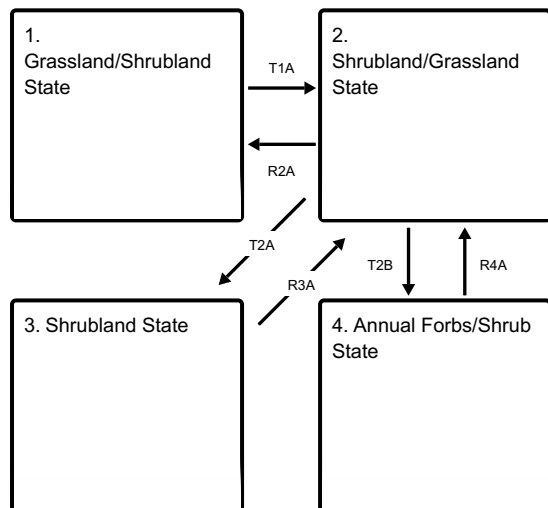 1.
Grassland/Shrubland
State
T1A
2.
Shrubland/Grassland
State
R2A
T2A
R3A
T2B
R4A
3. Shrubland State
4. Annual Forbs/Shrub
State